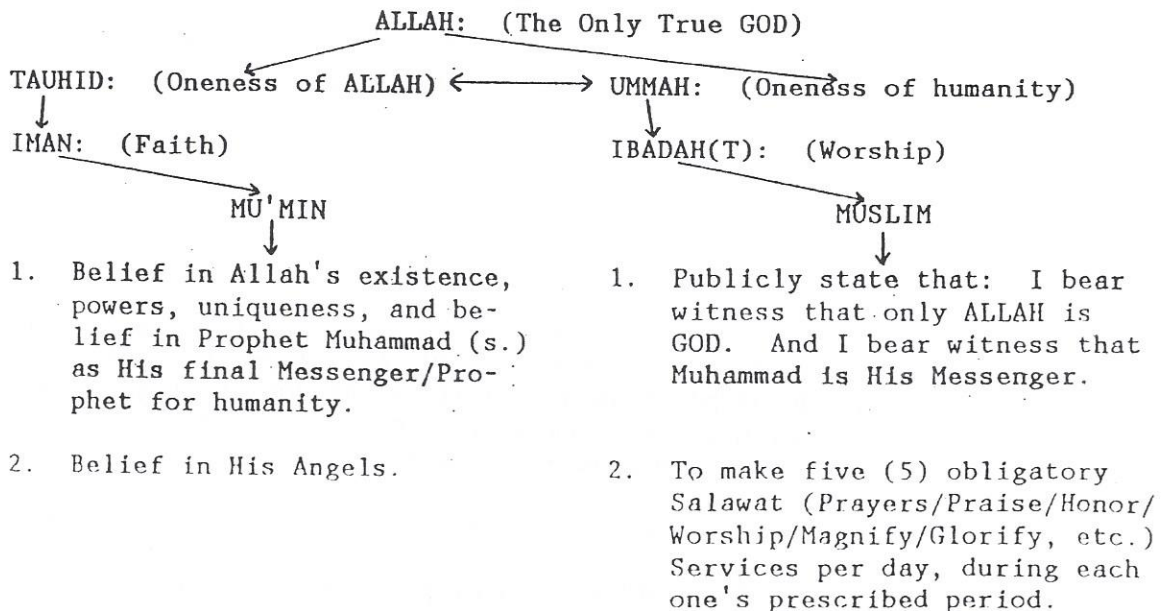 ALLAH: (The Only True GOD)
TAUHID: (Oneness of ALLAH)
UMMAH: (Oneness of humanity)
IMAN: (Faith)
IBADAH(T): (Worship)
MU'MIN
MUSLIM
1. Belief in Allah's existence,
powers, uniqueness, and be-
lief in Prophet Muhammad (s.)
as His final Messenger/Pro-
phet for humanity.
2. Belief in His Angels.
1. Publicly state that: I bear
witness that only ALLAH is
GOD. And I bear witness that
Muhammad is His Messenger.
2. To make five (5) obligatory
Salawat (Prayers/Praise/Honor/
Worship/Magnify/Glorify, etc.)
Services per day, during each
one's prescribed period.